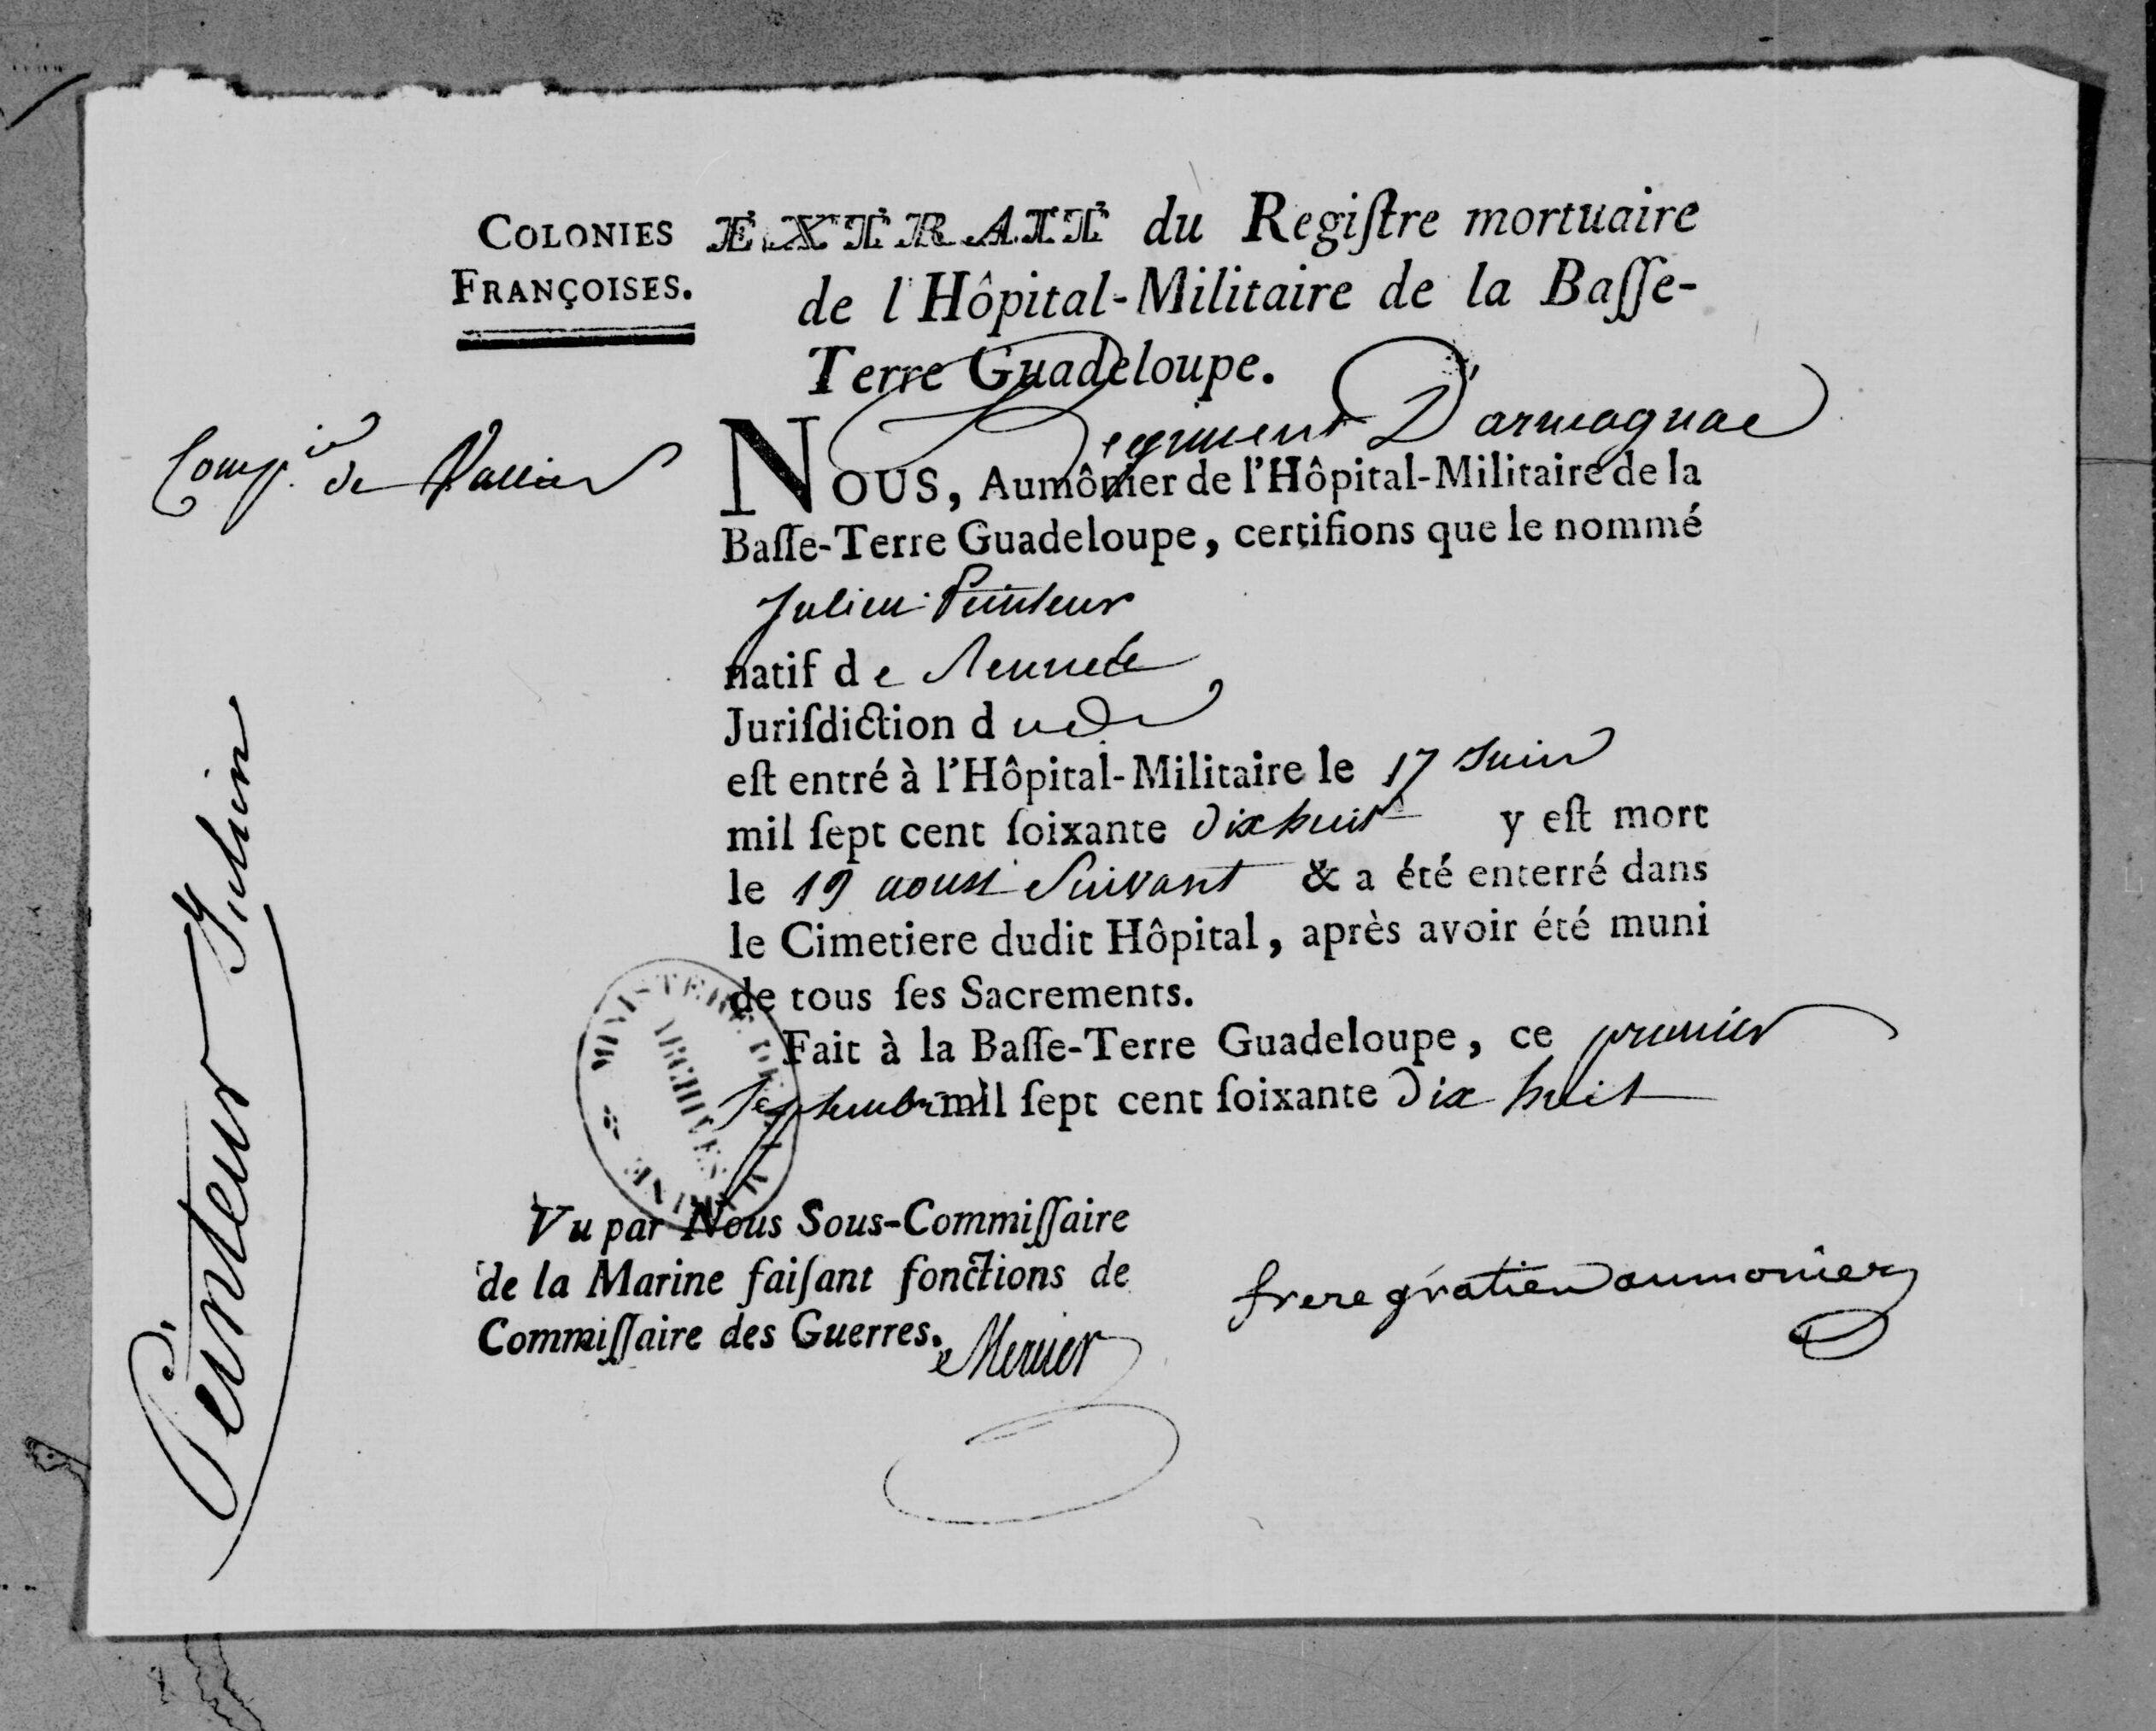 COLONIES
FRANÇOISES.
EXTRAIT du Regiſtre mortuaire
de l'Hôpital-Militaire de la Baſſe-
Terre Guadeloupe.
Comp.ie de
Regiment D'armagnac
NOUS, Aumônier de l'Hôpital-Militaire de la
Baſſe-Terre Guadeloupe, certifions que le nommé
Julien Peinteur
natif de
Juriſdiction d
eſt entré à l'Hôpital-Militaire le 17 Juin
mil ſept cent ſoixante dix huit y eſt mort
le 19 aoust Suivant & a été enterré dans
le Cimetiere dudit Hôpital, après avoir été muni
de tous ſes Sacrements.
Fait à la Baſſe-Terre Guadeloupe, ce premier
Septembre mil ſept cent ſoixante dix huit
MINISTERE DE LA MARINE
ARCHIVES
Vu par Nous Sous-Commiſſaire
de la Marine faiſant fonctions de
Commiſſaire des Guerres.
frere gratien aumonier
Peinteur Julien